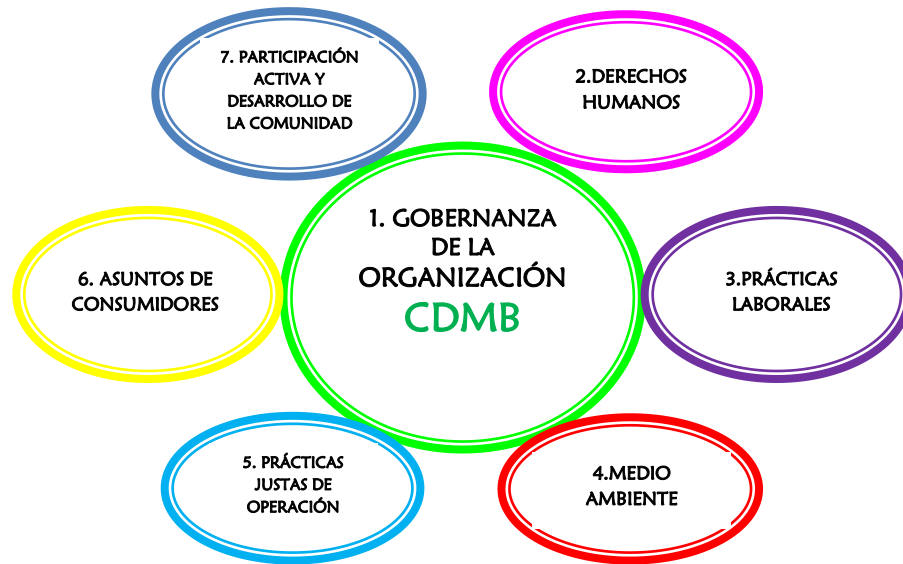 1. GOBERNANZA
DE LA
ORGANIZACIÓN
CDMB
2.DERECHOS
HUMANOS
3.PRÁCTICAS
LABORALES
4.MEDIO
AMBIENTE
5. PRÁCTICAS
JUSTAS DE
OPERACIÓN
6. ASUNTOS DE
CONSUMIDORES
7. PARTICIPACIÓN
ACTIVA Y
DESARROLLO DE
LA COMUNIDAD